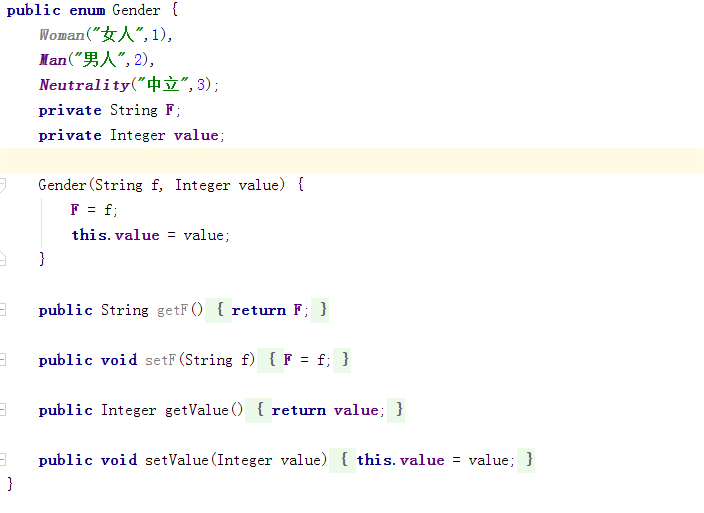 public enum Gender {
Woman("女人",1),
Man("男人",2),
Neutrality("中立",3);
private String F;
private Integer value;
Gender(String f, Integer value) {
F = f;
this.value = value;
}
public String getF() { return F; }
public void setF(String f) { F = f; }
public Integer getValue() { return value; }
public void setValue(Integer value) { this.value = value; }
}